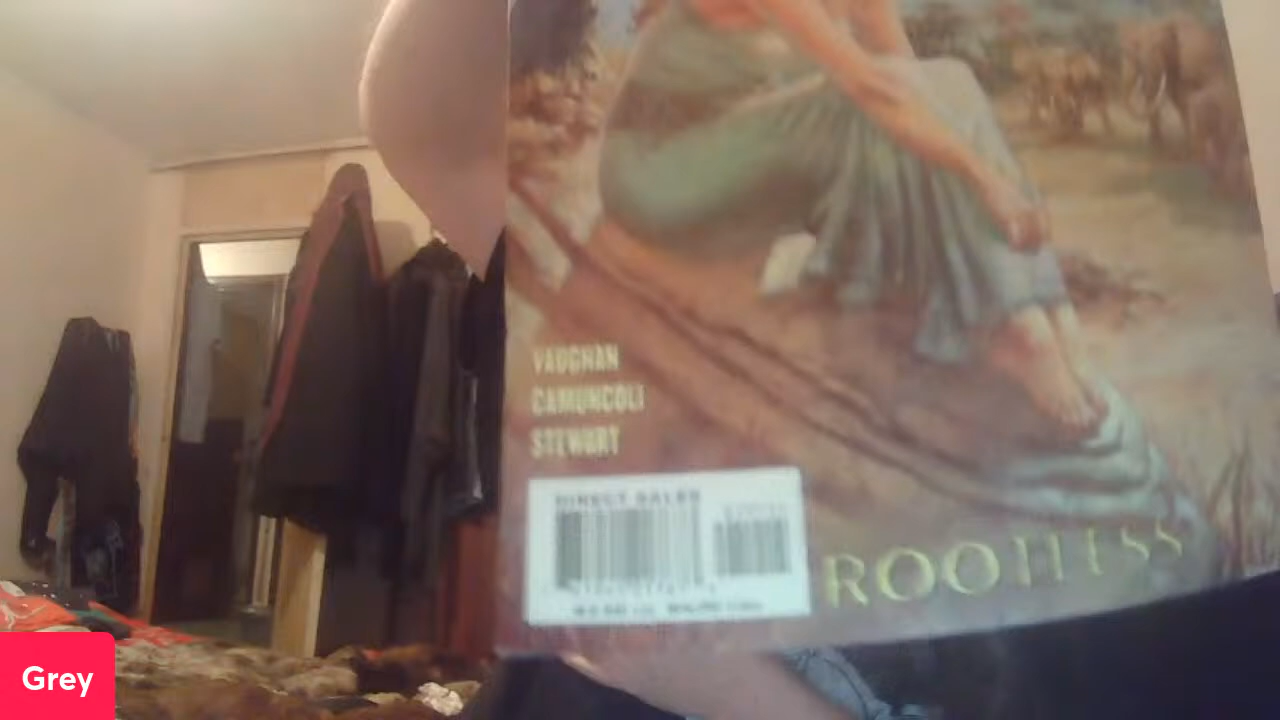 VAUGHAN
CAMUNCOLI
STEWART
DIRECT SALES
ROOTLESS
Grey